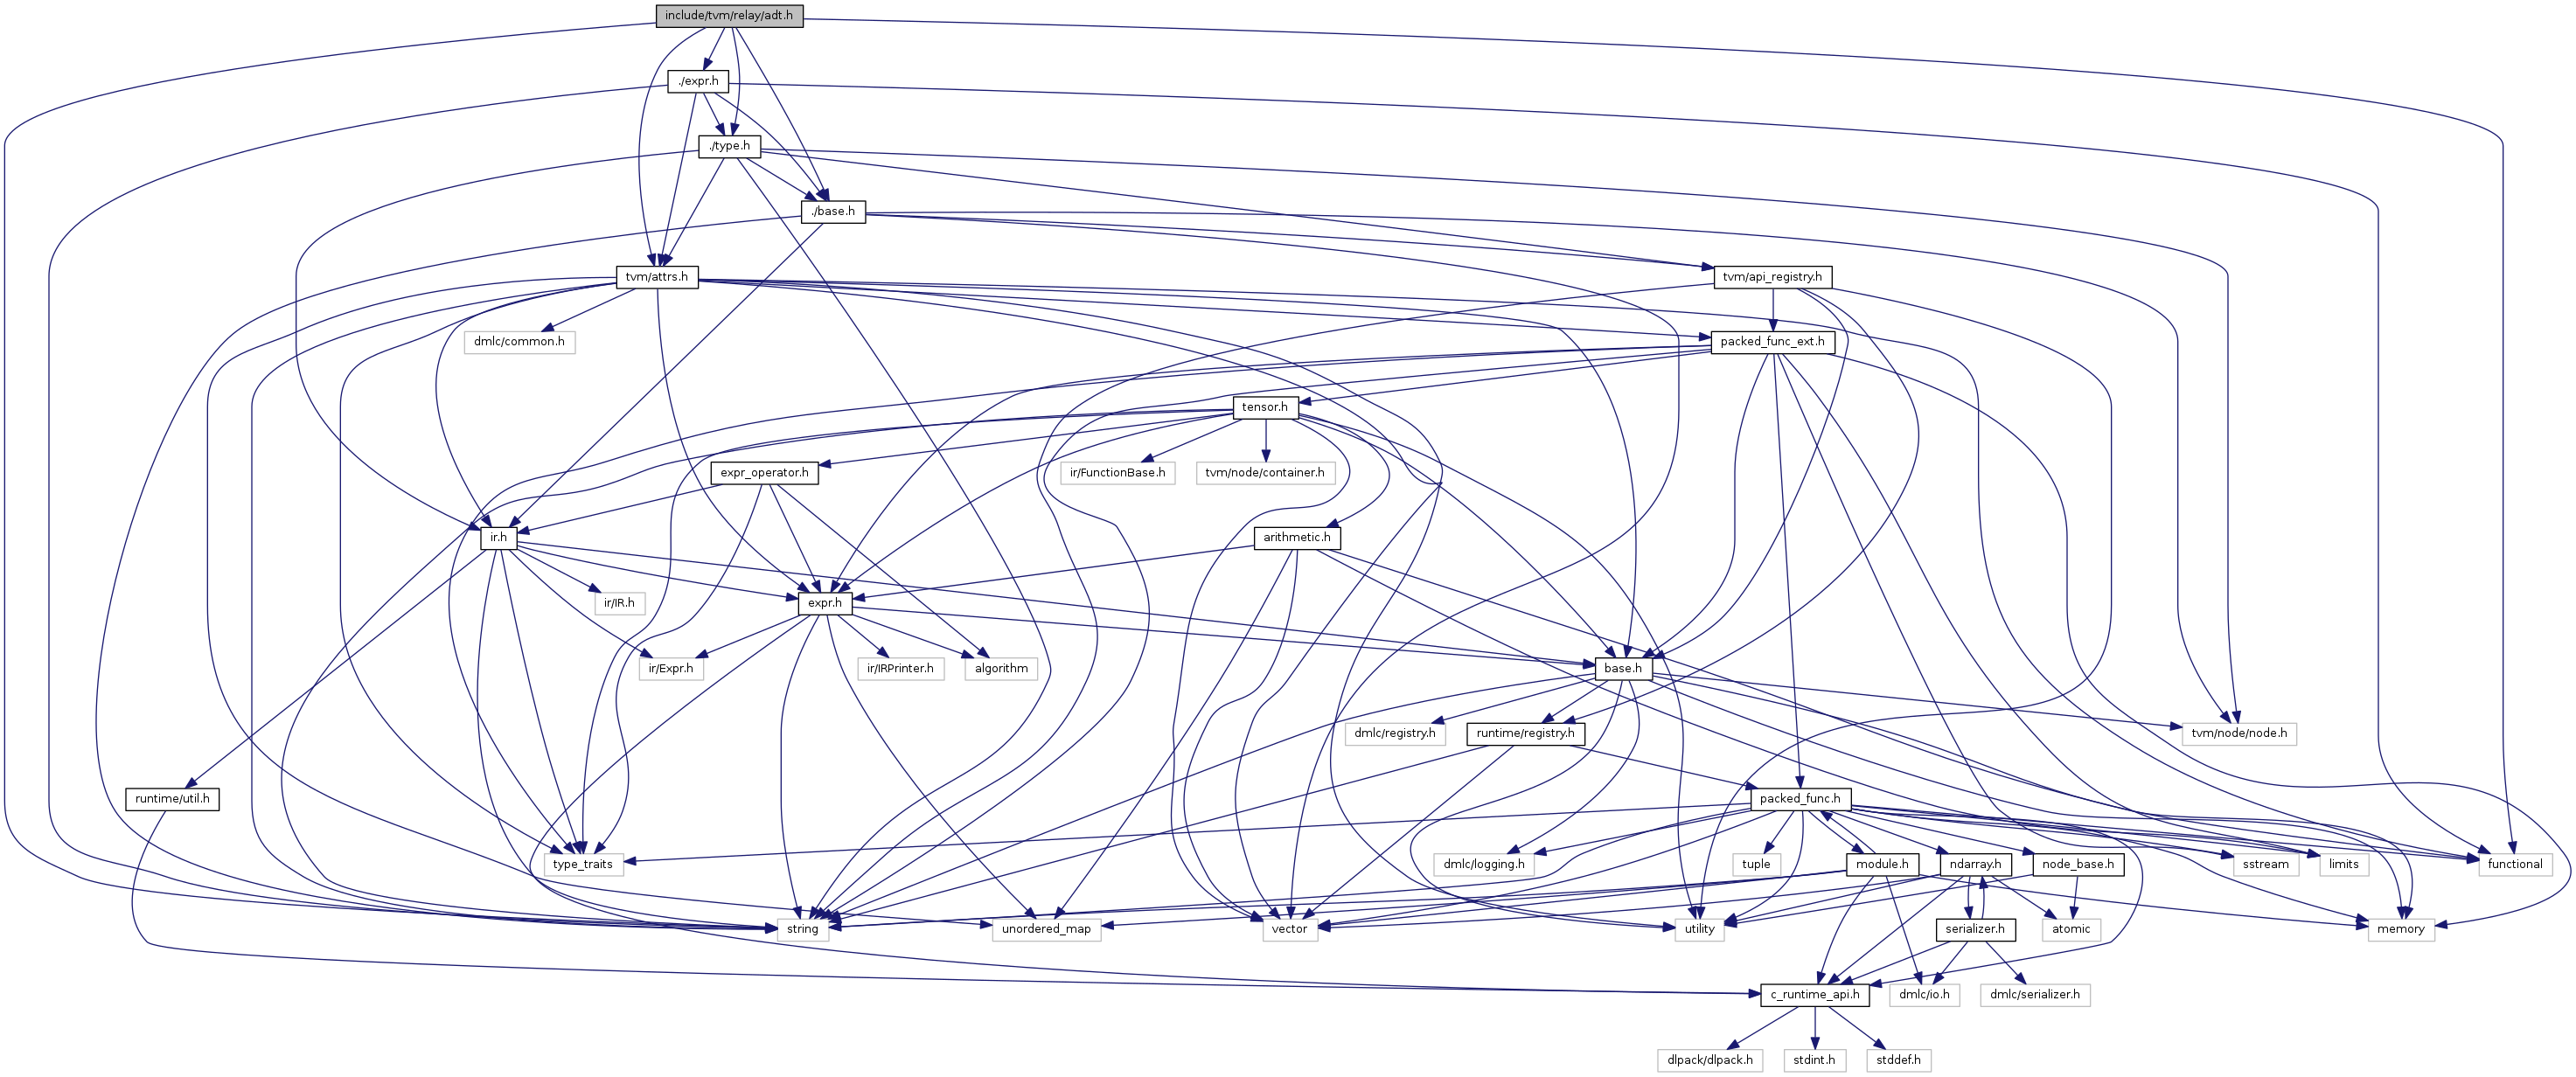 include/tvm/relay/adt.h
./expr.h
./type.h
./base.h
tvm/attrs.h
tvm/api_registry.h
dmlc/common.h
packed_func_ext.h
tensor.h
expr_operator.h
ir/FunctionBase.h
tvm/node/container.h
ir.h
arithmetic.h
ir/IR.h
expr.h
ir/Expr.h
ir/IRPrinter.h
algorithm
base.h
dmlc/registry.h
runtime/registry.h
tvm/node/node.h
runtime/util.h
packed_func.h
type_traits
dmlc/logging.h
tuple
module.h
ndarray.h
node_base.h
sstream
limits
functional
string
unordered_map
vector
utility
serializer.h
atomic
memory
c_runtime_api.h
dmlc/io.h
dmlc/serializer.h
dlpack/dlpack.h
stdint.h
stddef.h